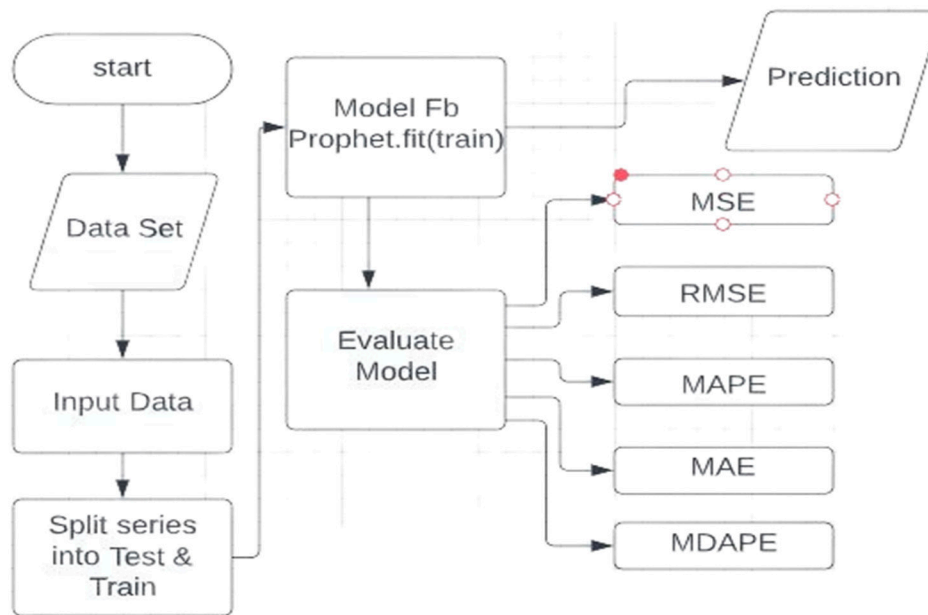 start
Data Set
Input Data
Split series
into Test &
Train
Model Fb
Prophet.fit(train)
Evaluate
Model
Prediction
MSE
RMSE
MAPE
MAE
MDAPE